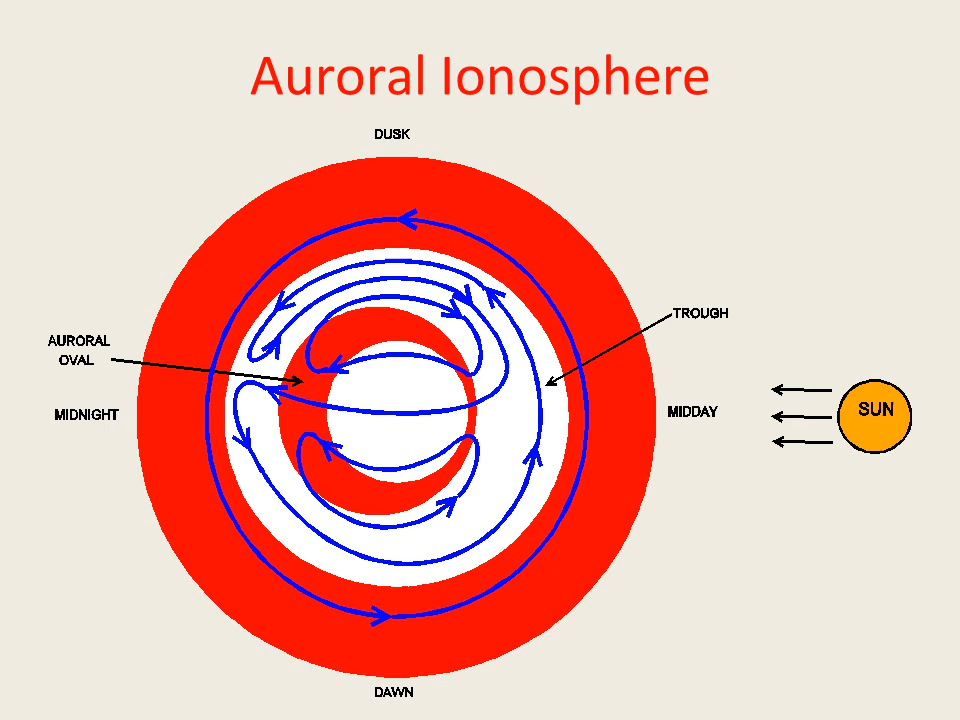 Auroral Ionosphere
DUSK
TROUGH
AURORAL
OVAL
MIDNIGHT
MIDDAY
SUN
DAWN